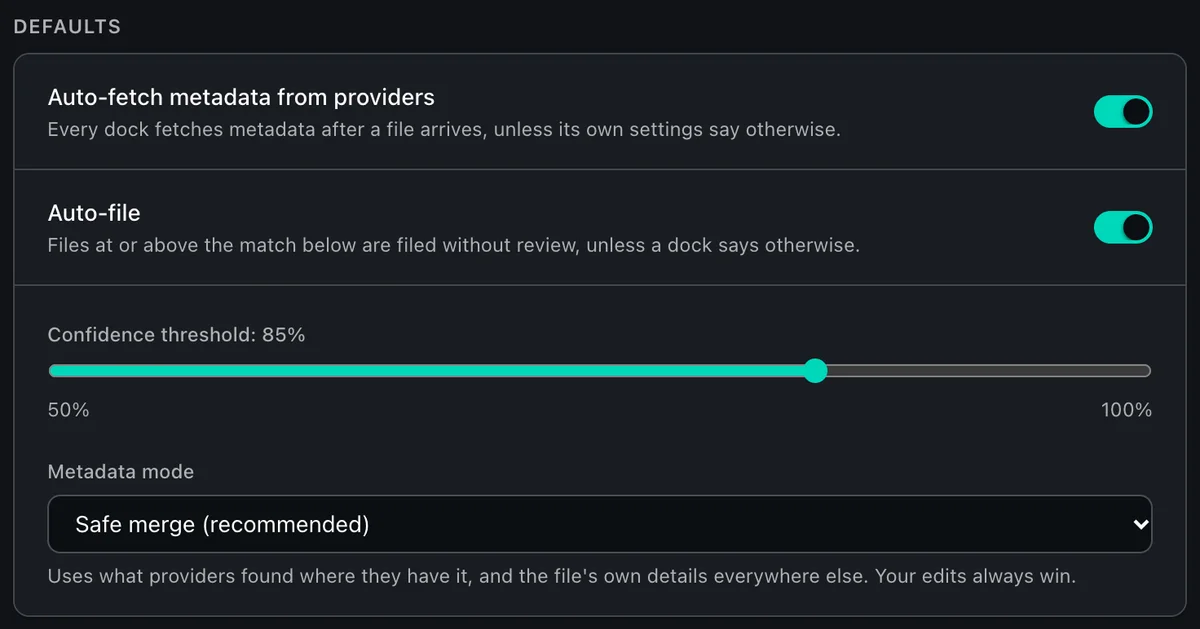 DEFAULTS
Auto-fetch metadata from providers
Every dock fetches metadata after a file arrives, unless its own settings say otherwise.
Auto-file
Files at or above the match below are filed without review, unless a dock says otherwise.
Confidence threshold: 85%
50%
100%
Metadata mode
Safe merge (recommended)
Uses what providers found where they have it, and the file's own details everywhere else. Your edits always win.